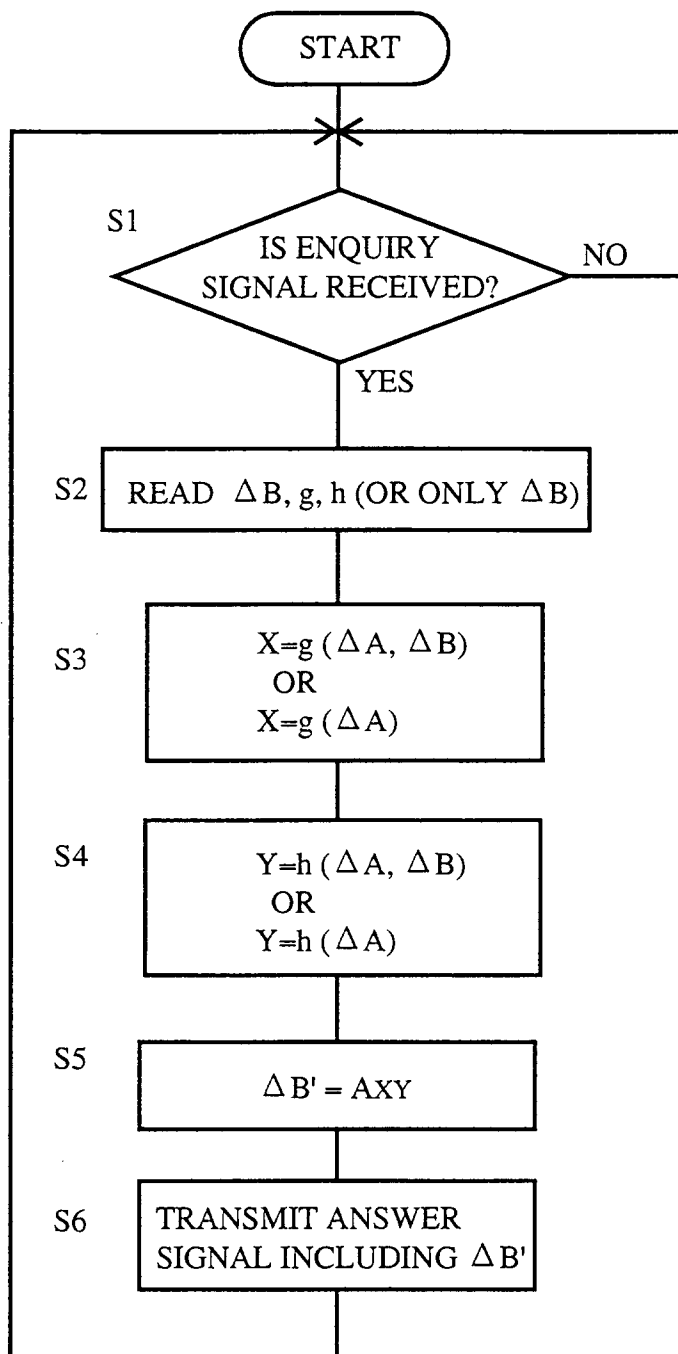 START
S1
IS ENQUIRY
SIGNAL RECEIVED?
NO
YES
S2
READ ΔB, g, h (OR ONLY ΔB)
S3
X=g (ΔA, ΔB)
OR
X=g (ΔA)
S4
Y=h (ΔA, ΔB)
OR
Y=h (ΔA)
S5
ΔB' = AXY
S6
TRANSMIT ANSWER
SIGNAL INCLUDING ΔB'